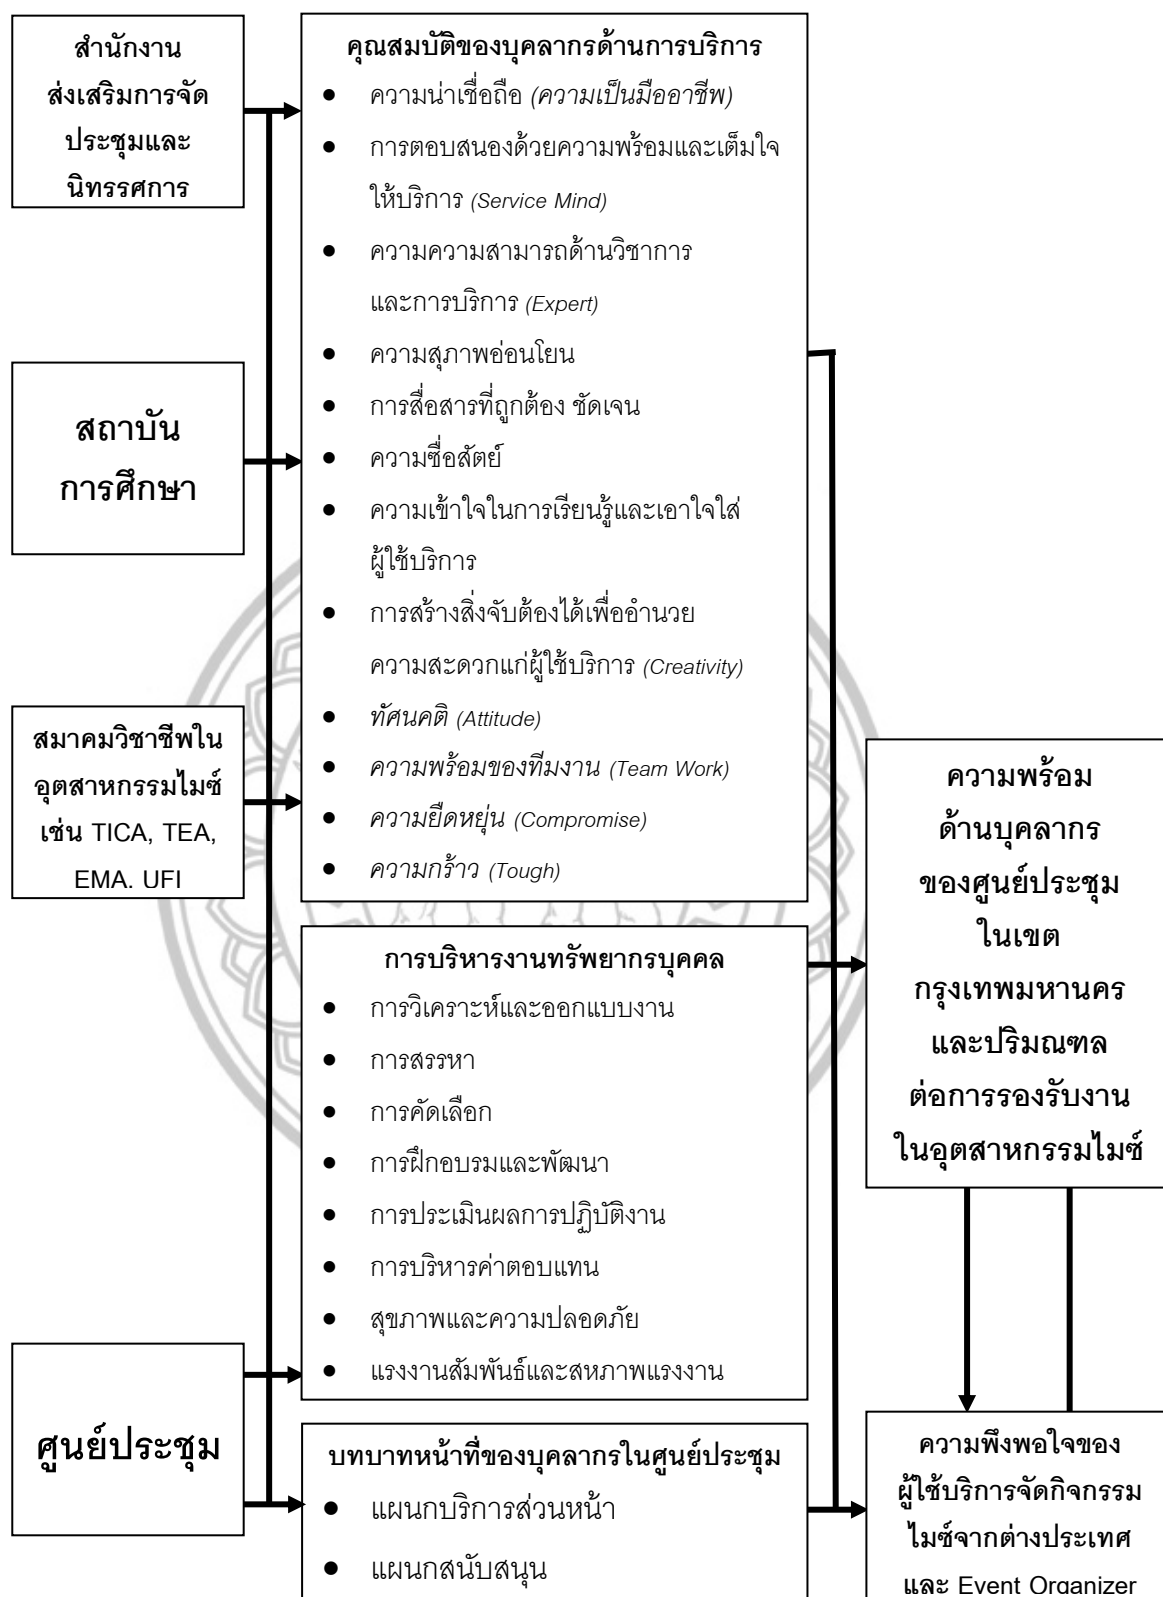 สำนักงาน
ส่งเสริมการจัด
ประชุมและ
นิทรรศการ
สถาบัน
การศึกษา
สมาคมวิชาชีพใน
อุตสาหกรรมไมซ์
เช่น TICA, TEA,
EMA. UFI
ศูนย์ประชุม
คุณสมบัติของบุคลากรด้านการบริการ
• ความน่าเชื่อถือ (ความเป็นมืออาชีพ)
• การตอบสนองด้วยความพร้อมและเต็มใจ
ให้บริการ (Service Mind)
• ความความสามารถด้านวิชาการ
และการบริการ (Expert)
• ความสุภาพอ่อนโยน
• การสื่อสารที่ถูกต้อง ชัดเจน
• ความซื่อสัตย์
• ความเข้าใจในการเรียนรู้และเอาใจใส่
ผู้ใช้บริการ
• การสร้างสิ่งจับต้องได้เพื่ออำนวย
ความสะดวกแก่ผู้ใช้บริการ (Creativity)
• ทัศนคติ (Attitude)
• ความพร้อมของทีมงาน (Team Work)
• ความยืดหยุ่น (Compromise)
• ความกร้าว (Tough)
การบริหารงานทรัพยากรบุคคล
• การวิเคราะห์และออกแบบงาน
• การสรรหา
• การคัดเลือก
• การฝึกอบรมและพัฒนา
• การประเมินผลการปฏิบัติงาน
• การบริหารค่าตอบแทน
• สุขภาพและความปลอดภัย
• แรงงานสัมพันธ์และสหภาพแรงงาน
บทบาทหน้าที่ของบุคลากรในศูนย์ประชุม
• แผนกบริการส่วนหน้า
• แผนกสนับสนุน
ความพร้อม
ด้านบุคลากร
ของศูนย์ประชุม
ในเขต
กรุงเทพมหานคร
และปริมณฑล
ต่อการรองรับงาน
ในอุตสาหกรรมไมซ์
ความพึงพอใจของ
ผู้ใช้บริการจัดกิจกรรม
ไมซ์จากต่างประเทศ
และ Event Organizer